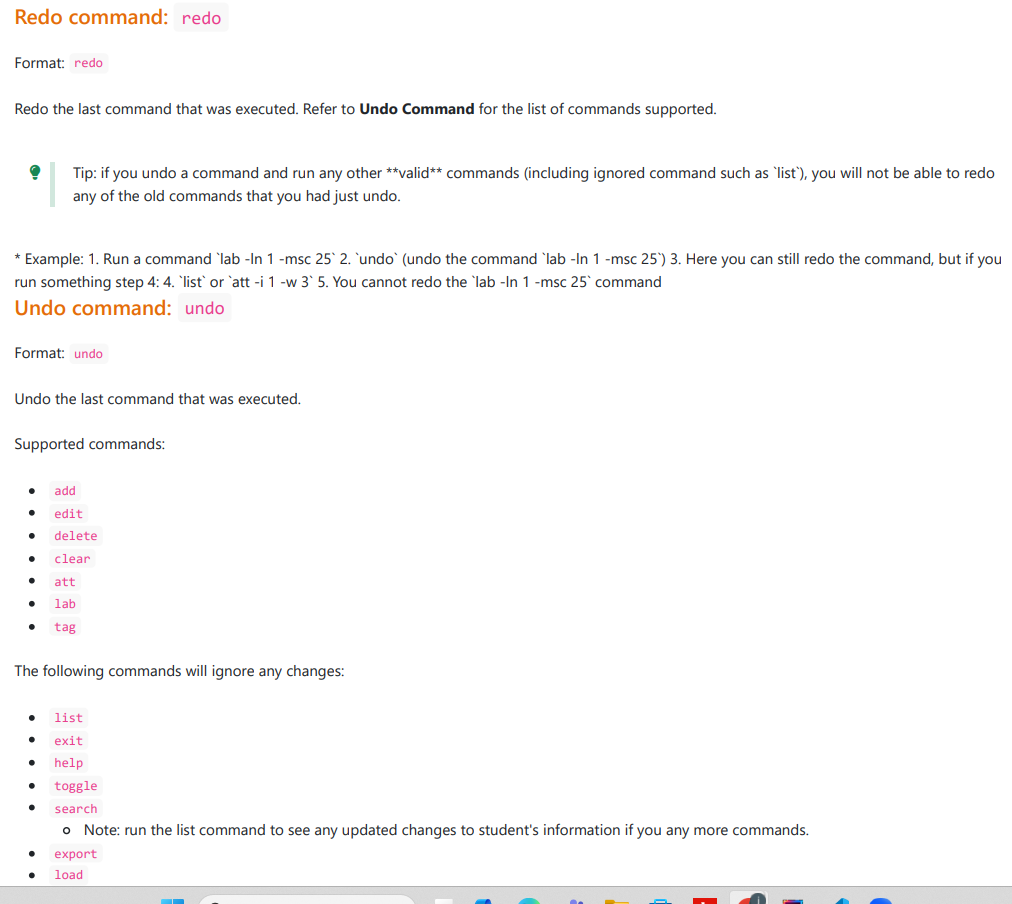 Redo command: redo
Format: redo
Redo the last command that was executed. Refer to Undo Command for the list of commands supported.
Tip: if you undo a command and run any other **valid** commands (including ignored command such as `list`), you will not be able to redo
any of the old commands that you had just undo.
* Example: 1. Run a command `lab -ln 1 -msc 25` 2. `undo` (undo the command `lab -ln 1 -msc 25`) 3. Here you can still redo the command, but if you
run something step 4: 4. `list` or `att -i 1 -w 3` 5. You cannot redo the `lab -ln 1 -msc 25` command
Undo command: undo
Format: undo
Undo the last command that was executed.
Supported commands:
add
edit
delete
clear
att
lab
tag
The following commands will ignore any changes:
list
exit
help
toggle
search
Note: run the list command to see any updated changes to student's information if you any more commands.
export
load